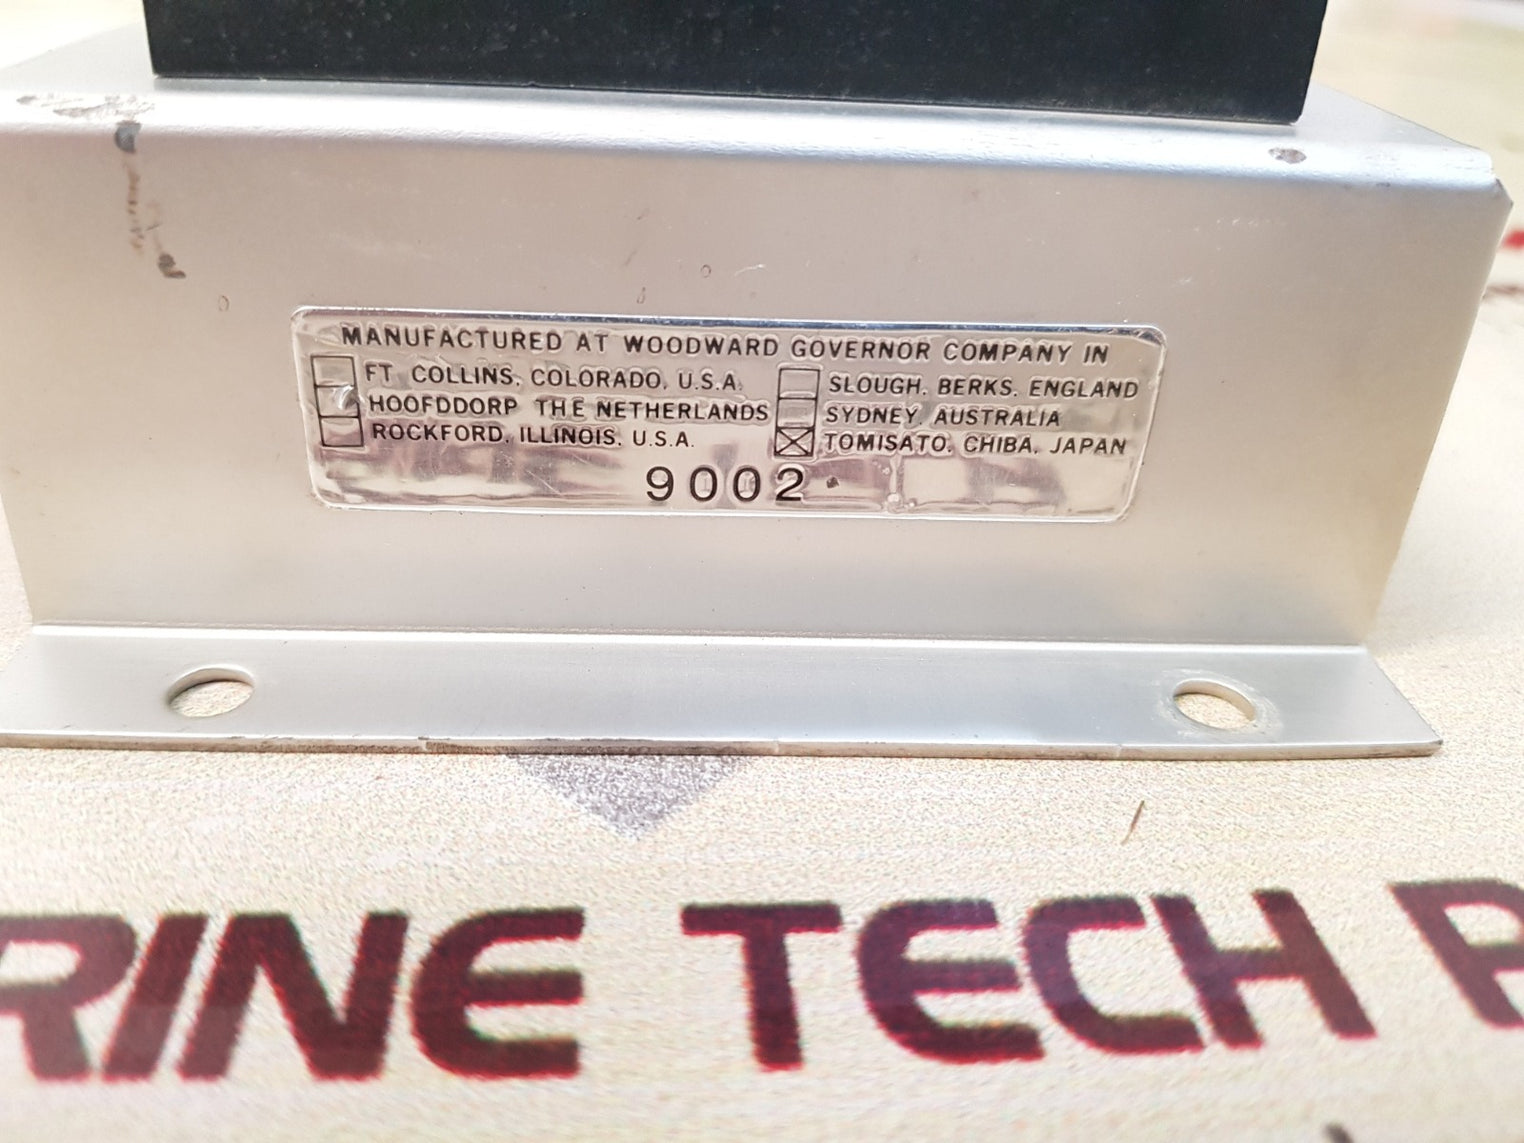 MANUFACTURED AT WOODWARD GOVERNOR COMPANY IN
FT COLLINS, COLORADO, U.S.A.
HOOFDDORP THE NETHERLANDS
ROCKFORD, ILLINOIS, U.S.A.
SLOUGH, BERKS, ENGLAND
SYDNEY, AUSTRALIA
TOMISATO, CHIBA, JAPAN
9002
RINE TECH P